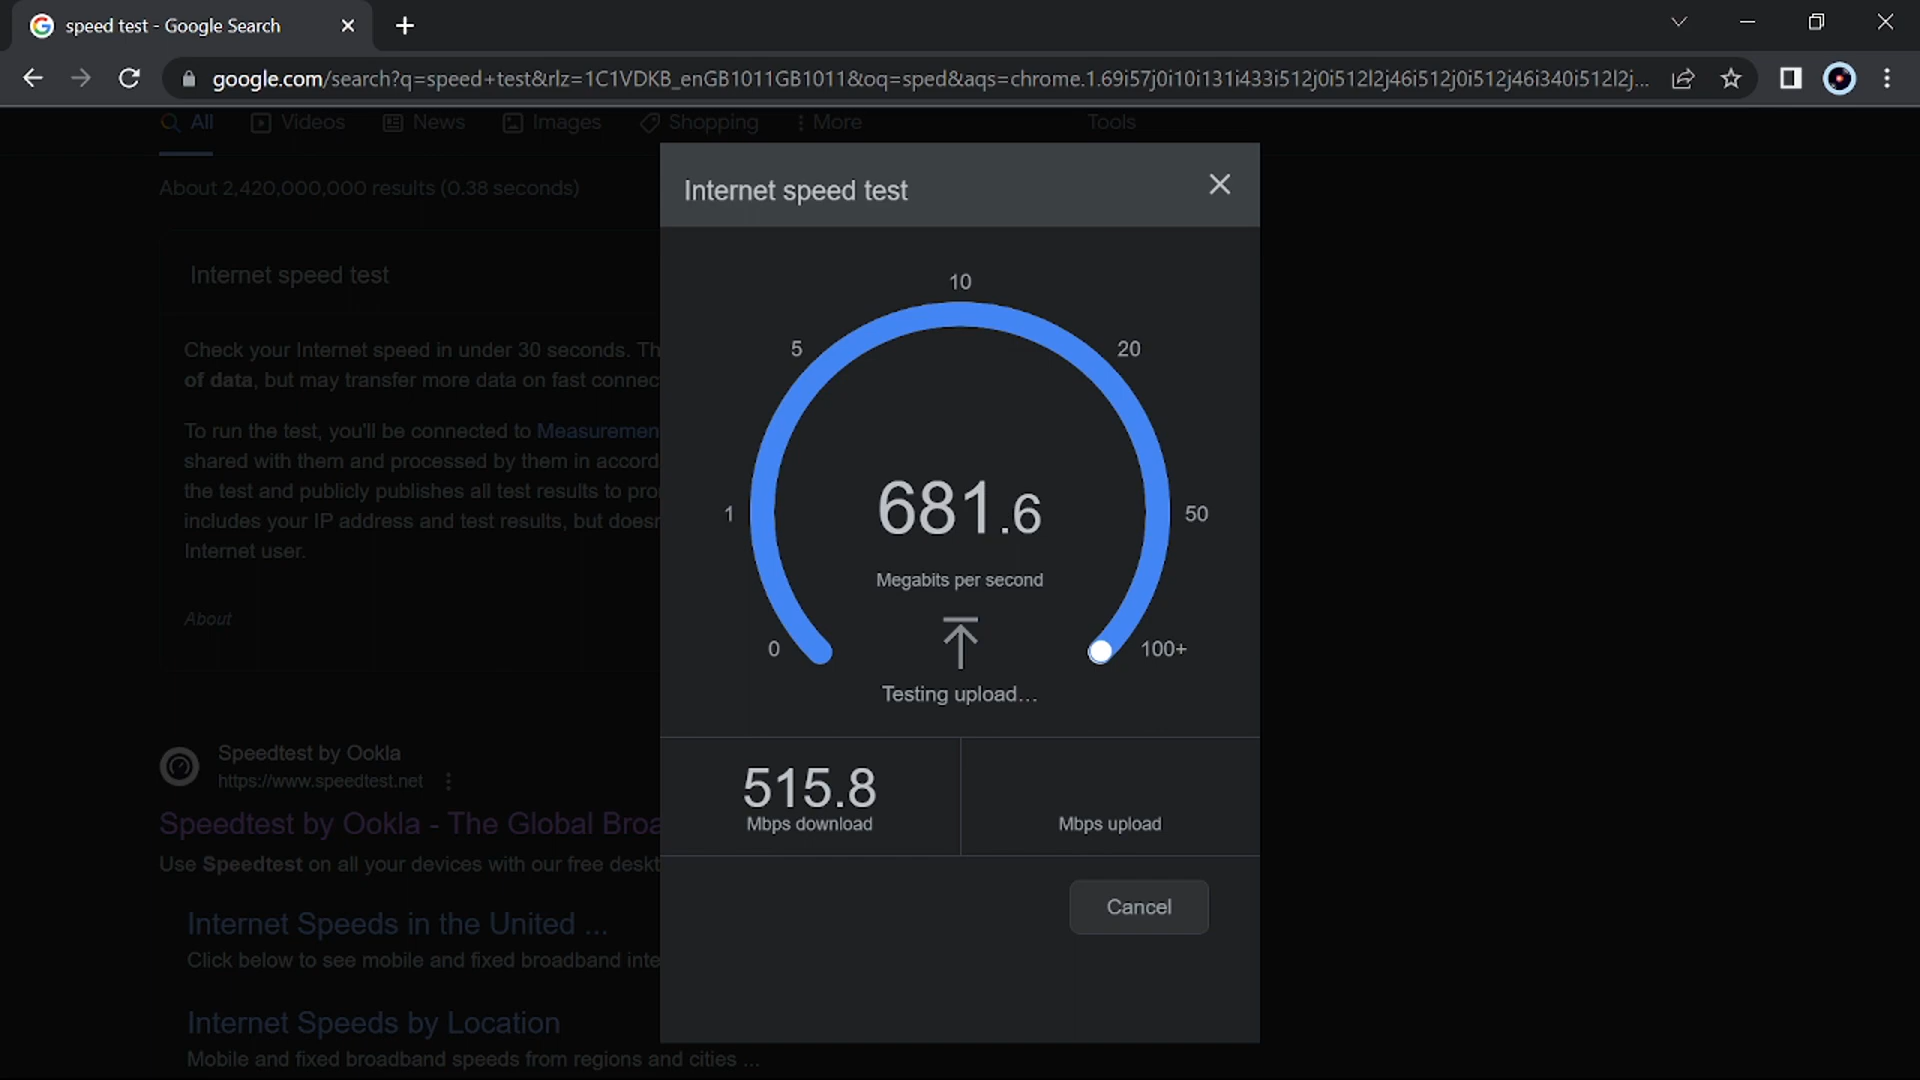 speed test - Google Search
google.com/search?q=speed+test&rlz=1C1VDKB_enGB1011GB1011&oq=sped&aqs=chrome.1.69i57j0i10i131i433i512j0i512l2j46i512j0i512j46i340i512l2j...
All Videos News Images Shopping More Tools
About 2,420,000,000 results (0.38 seconds)
Internet speed test
Check your Internet speed in under 30 seconds. Th
of data, but may transfer more data on fast connec
To run the test, you'll be connected to Measuremen
shared with them and processed by them in accord
the test and publicly publishes all test results to pro
includes your IP address and test results, but doesn
Internet user.
About
Speedtest by Ookla
https://www.speedtest.net
Speedtest by Ookla - The Global Broa
Use Speedtest on all your devices with our free deskt
Internet Speeds in the United ...
Click below to see mobile and fixed broadband inte
Internet Speeds by Location
Mobile and fixed broadband speeds from regions and cities ...
Internet speed test
10
5
20
1
50
0
100+
681.6
Megabits per second
Testing upload...
515.8
Mbps download
Mbps upload
Cancel